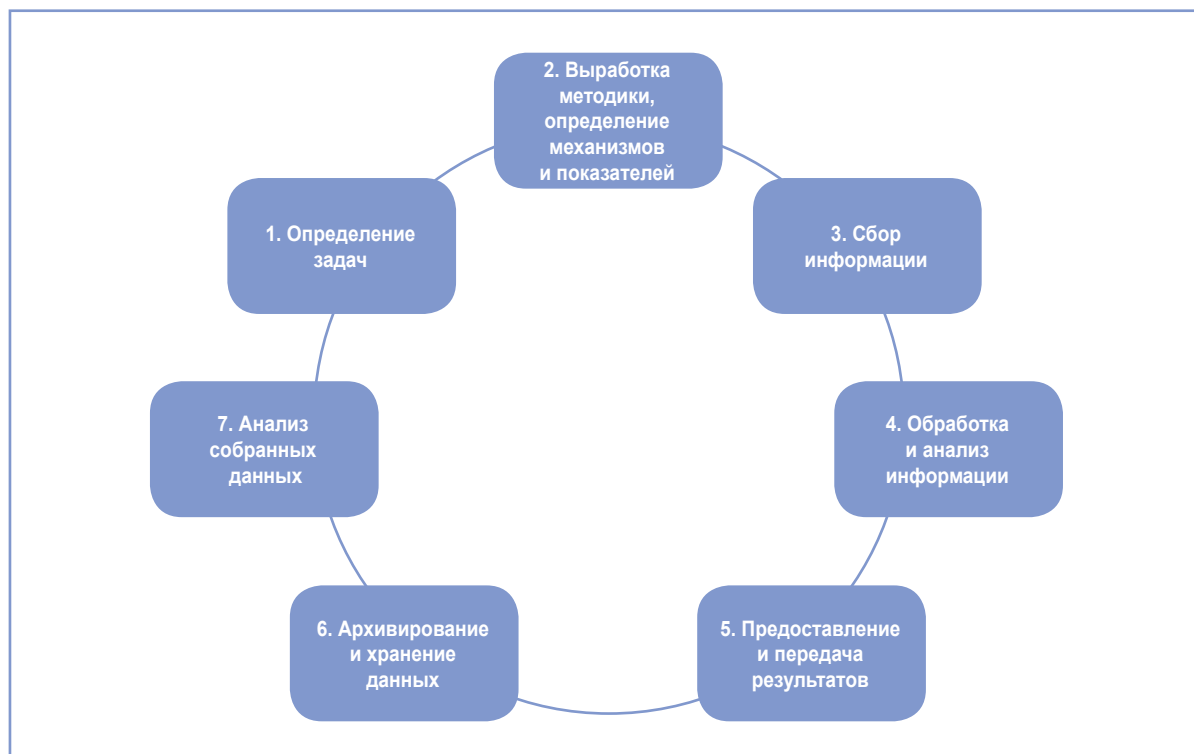 2. Выработка
методики,
определение
механизмов
и показателей
1. Определение
задач
3. Сбор
информации
7. Анализ
собранных
данных
4. Обработка
и анализ
информации
6. Архивирование
и хранение
данных
5. Предоставление
и передача
результатов